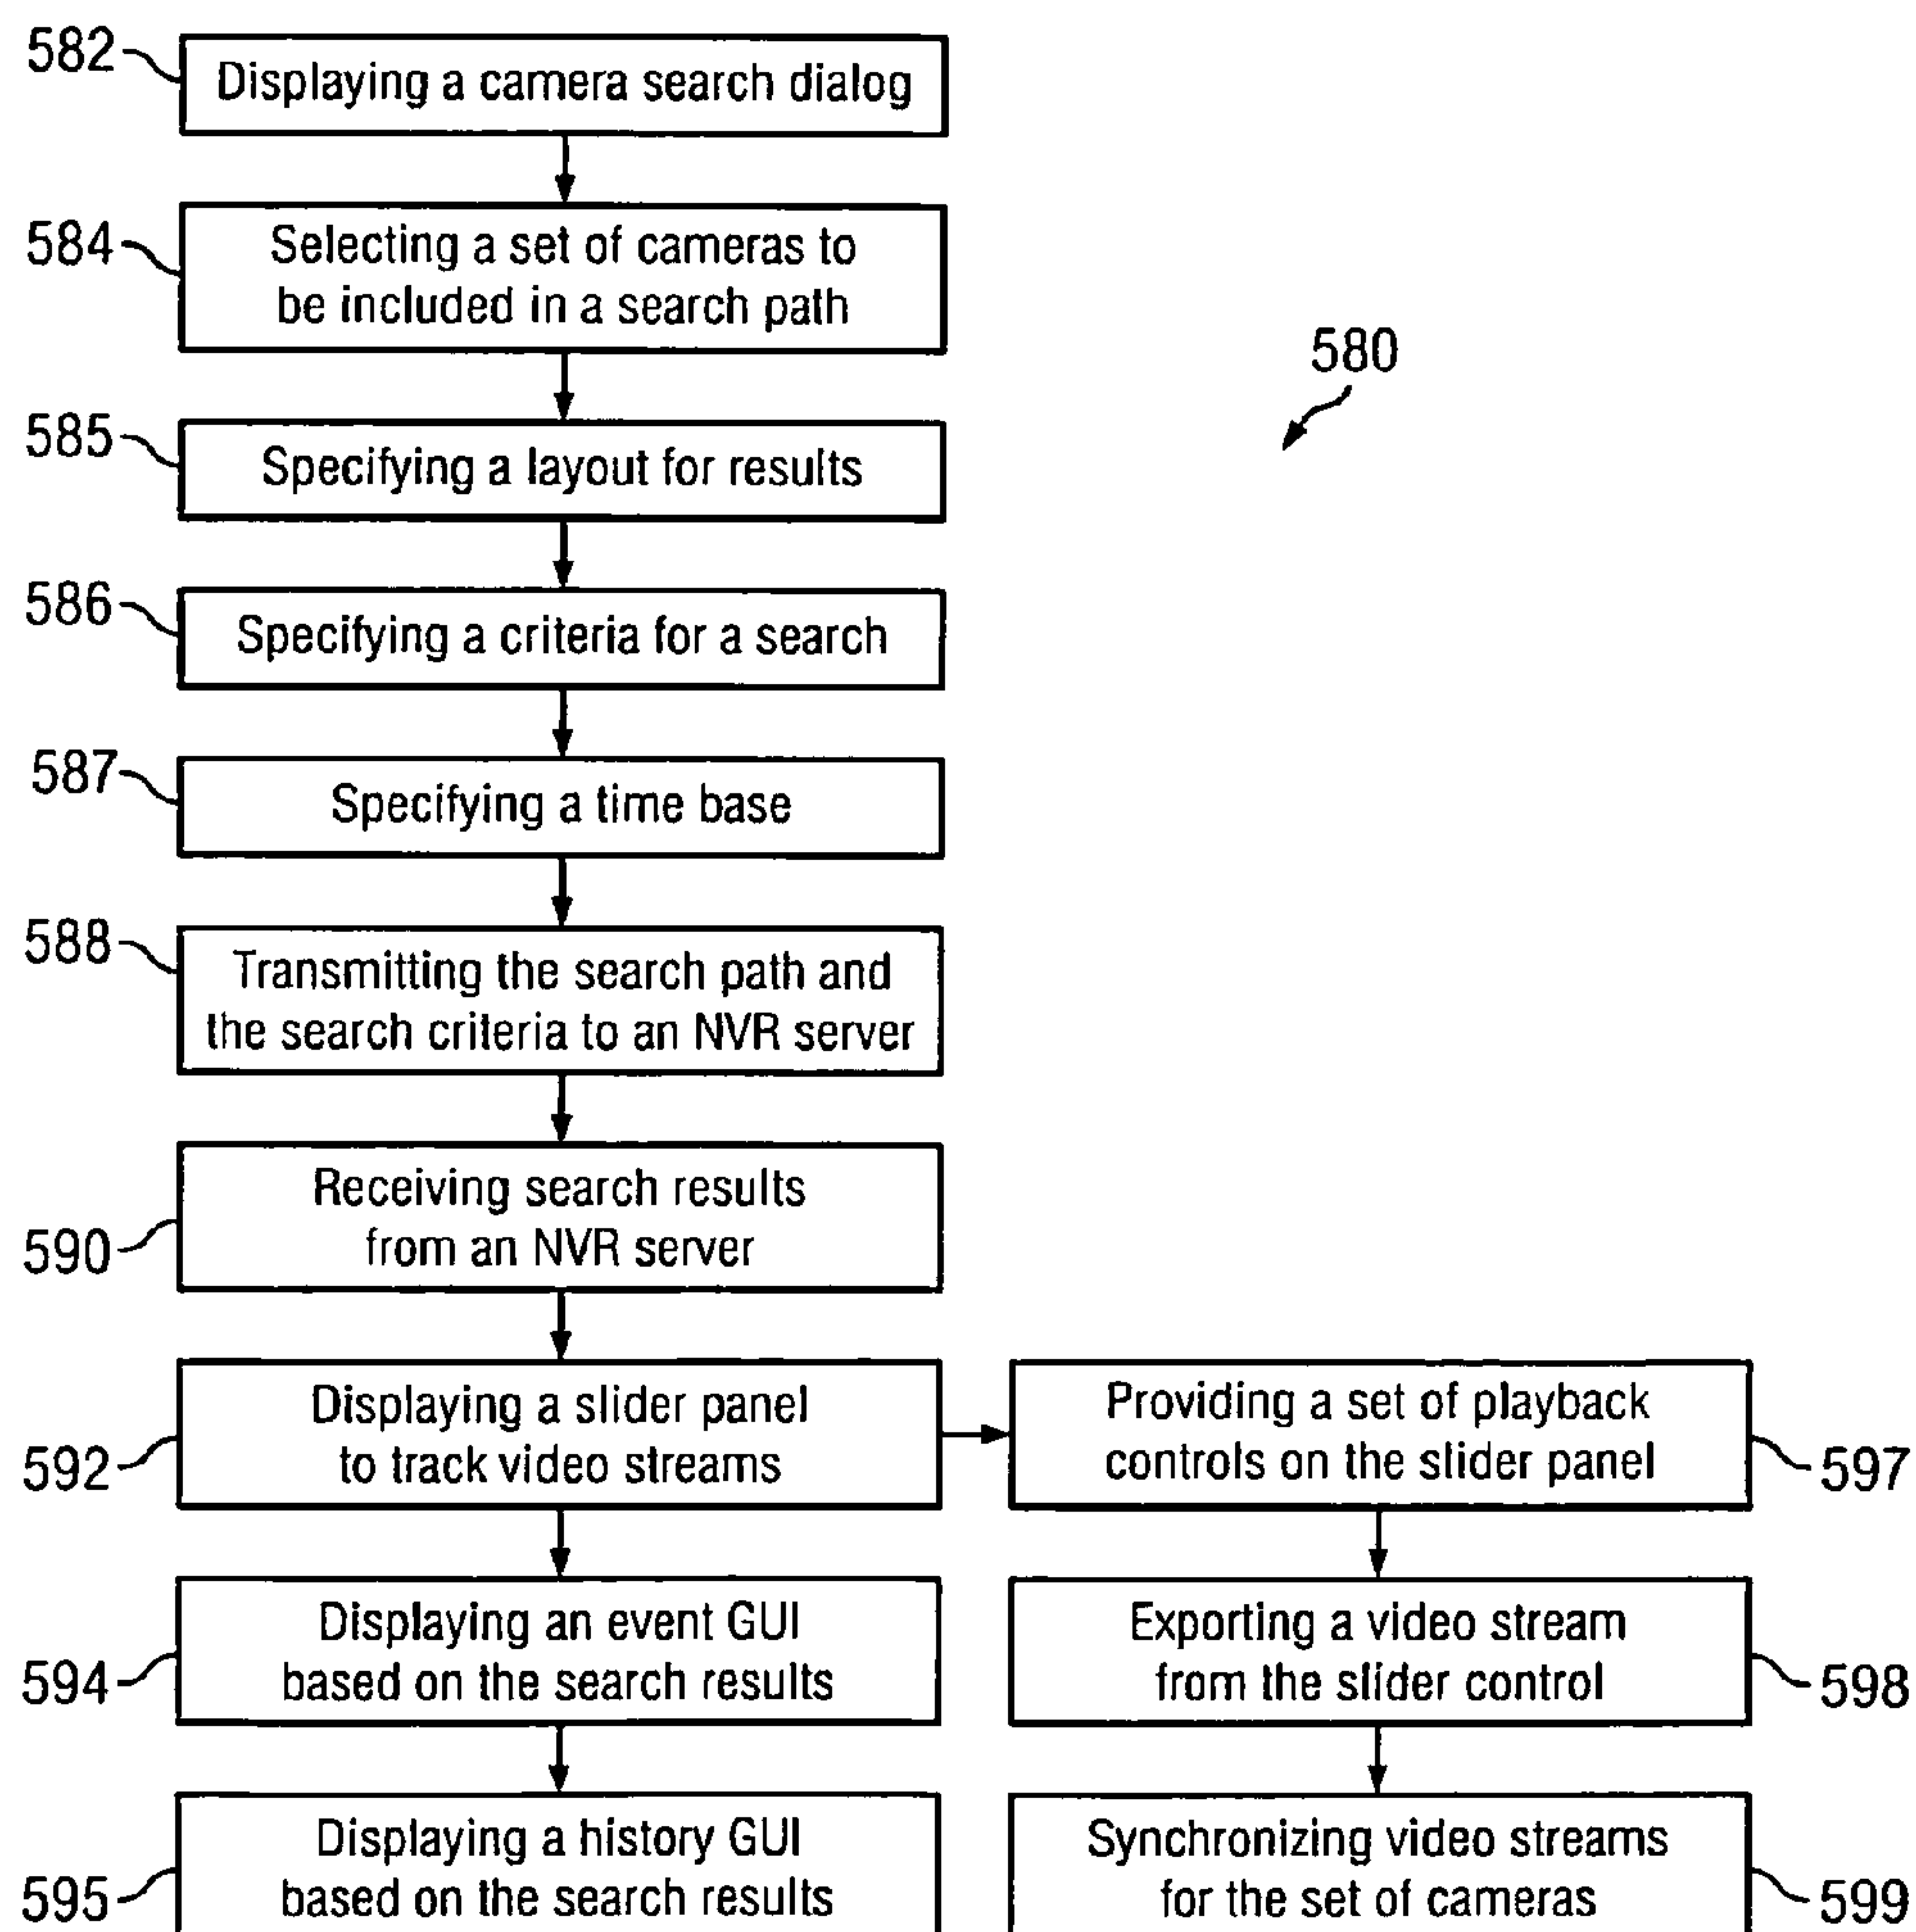 582
Displaying a camera search dialog
584
Selecting a set of cameras to
be included in a search path
580
585
Specifying a layout for results
586
Specifying a criteria for a search
587
Specifying a time base
588
Transmitting the search path and
the search criteria to an NVR server
590
Receiving search results
from an NVR server
592
Displaying a slider panel
to track video streams
Providing a set of playback
controls on the slider panel
597
594
Displaying an event GUI
based on the search results
Exporting a video stream
from the slider control
598
595
Displaying a history GUI
based on the search results
Synchronizing video streams
for the set of cameras
599